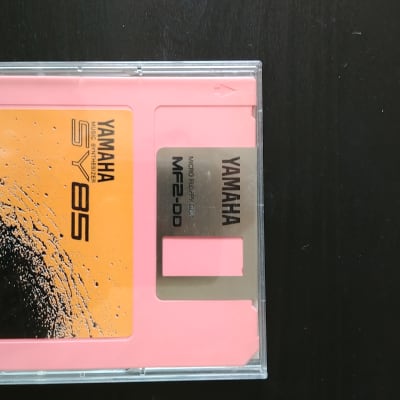 YAMAHA
MUSIC SYNTHESIZER
SY85
YAMAHA
MICRO FLOPPY DISK
MF2-DD